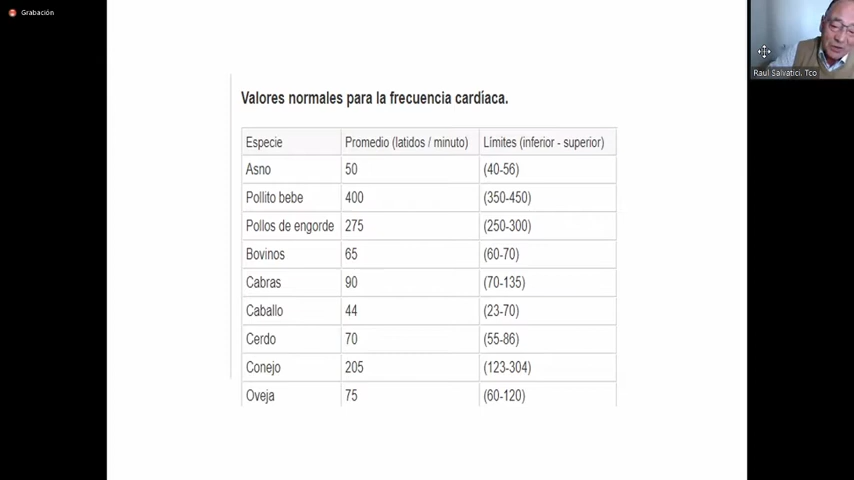 Grabación
Raul Salvatici. Tco
Valores normales para la frecuencia cardíaca.
Especie Promedio (latidos / minuto) Límites (inferior - superior)
Asno 50 (40-56)
Pollito bebe 400 (350-450)
Pollos de engorde 275 (250-300)
Bovinos 65 (60-70)
Cabras 90 (70-135)
Caballo 44 (23-70)
Cerdo 70 (55-86)
Conejo 205 (123-304)
Oveja 75 (60-120)